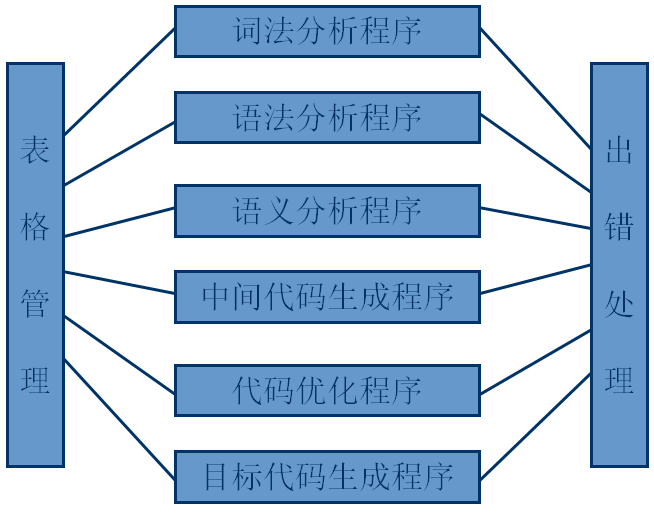 词法分析程序
语法分析程序
语义分析程序
中间代码生成程序
代码优化程序
目标代码生成程序
表格管理
出错处理